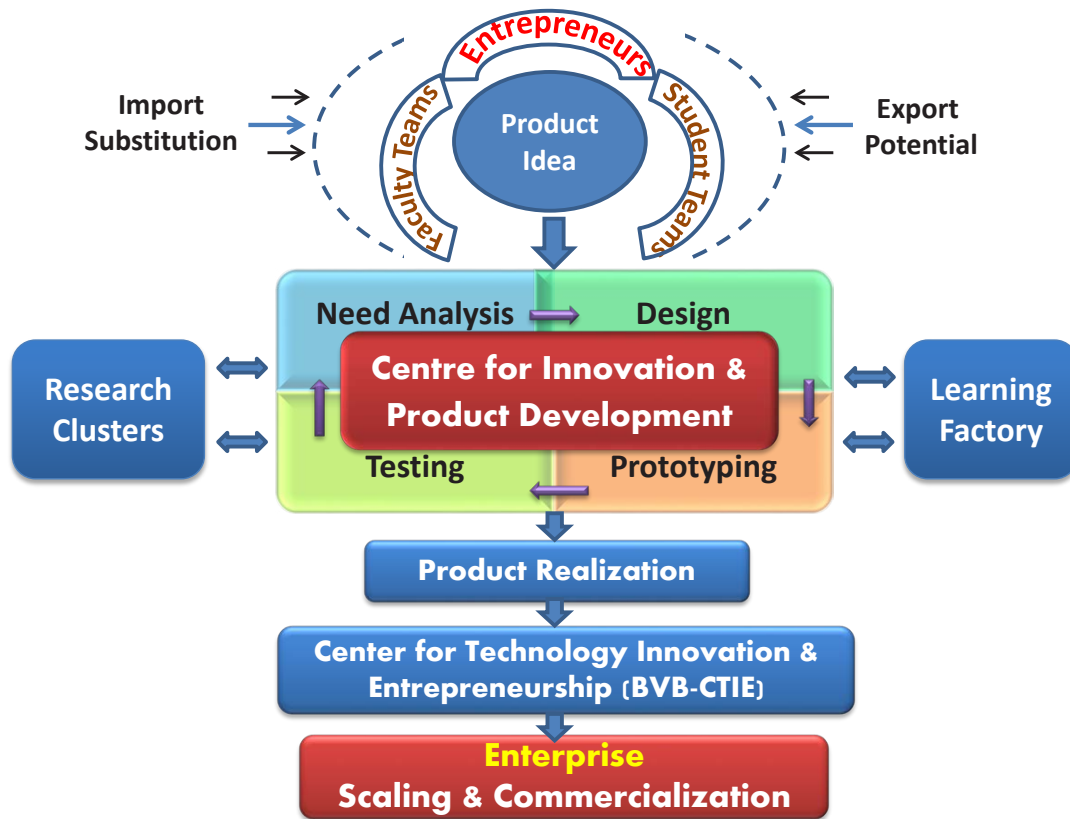 Entrepreneurs
Faculty Teams
Student Teams
Import
Substitution
Product
Idea
Export
Potential
Need Analysis
Design
Research
Clusters
Centre for Innovation &
Product Development
Learning
Factory
Testing
Prototyping
Product Realization
Center for Technology Innovation &
Entrepreneurship (BVB-CTIE)
Enterprise
Scaling & Commercialization